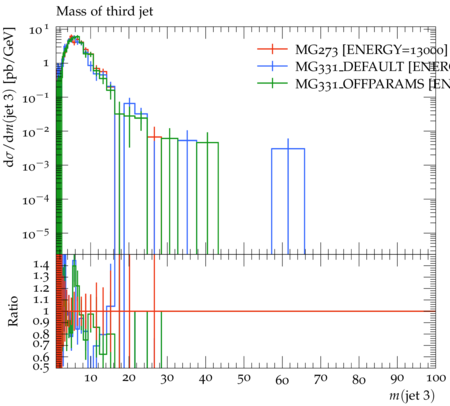 Mass of third jet
dσ/dm(jet 3) [pb/GeV]
10¹
1
10⁻¹
10⁻²
10⁻³
10⁻⁴
10⁻⁵
MG273 [ENERGY=13000]
MG331_DEFAULT [ENERG
MG331_OFFPARAMS [EN
Ratio
1.4
1.3
1.2
1.1
1
0.9
0.8
0.7
0.6
0.5
10 20 30 40 50 60 70 80 90 100
m(jet 3)